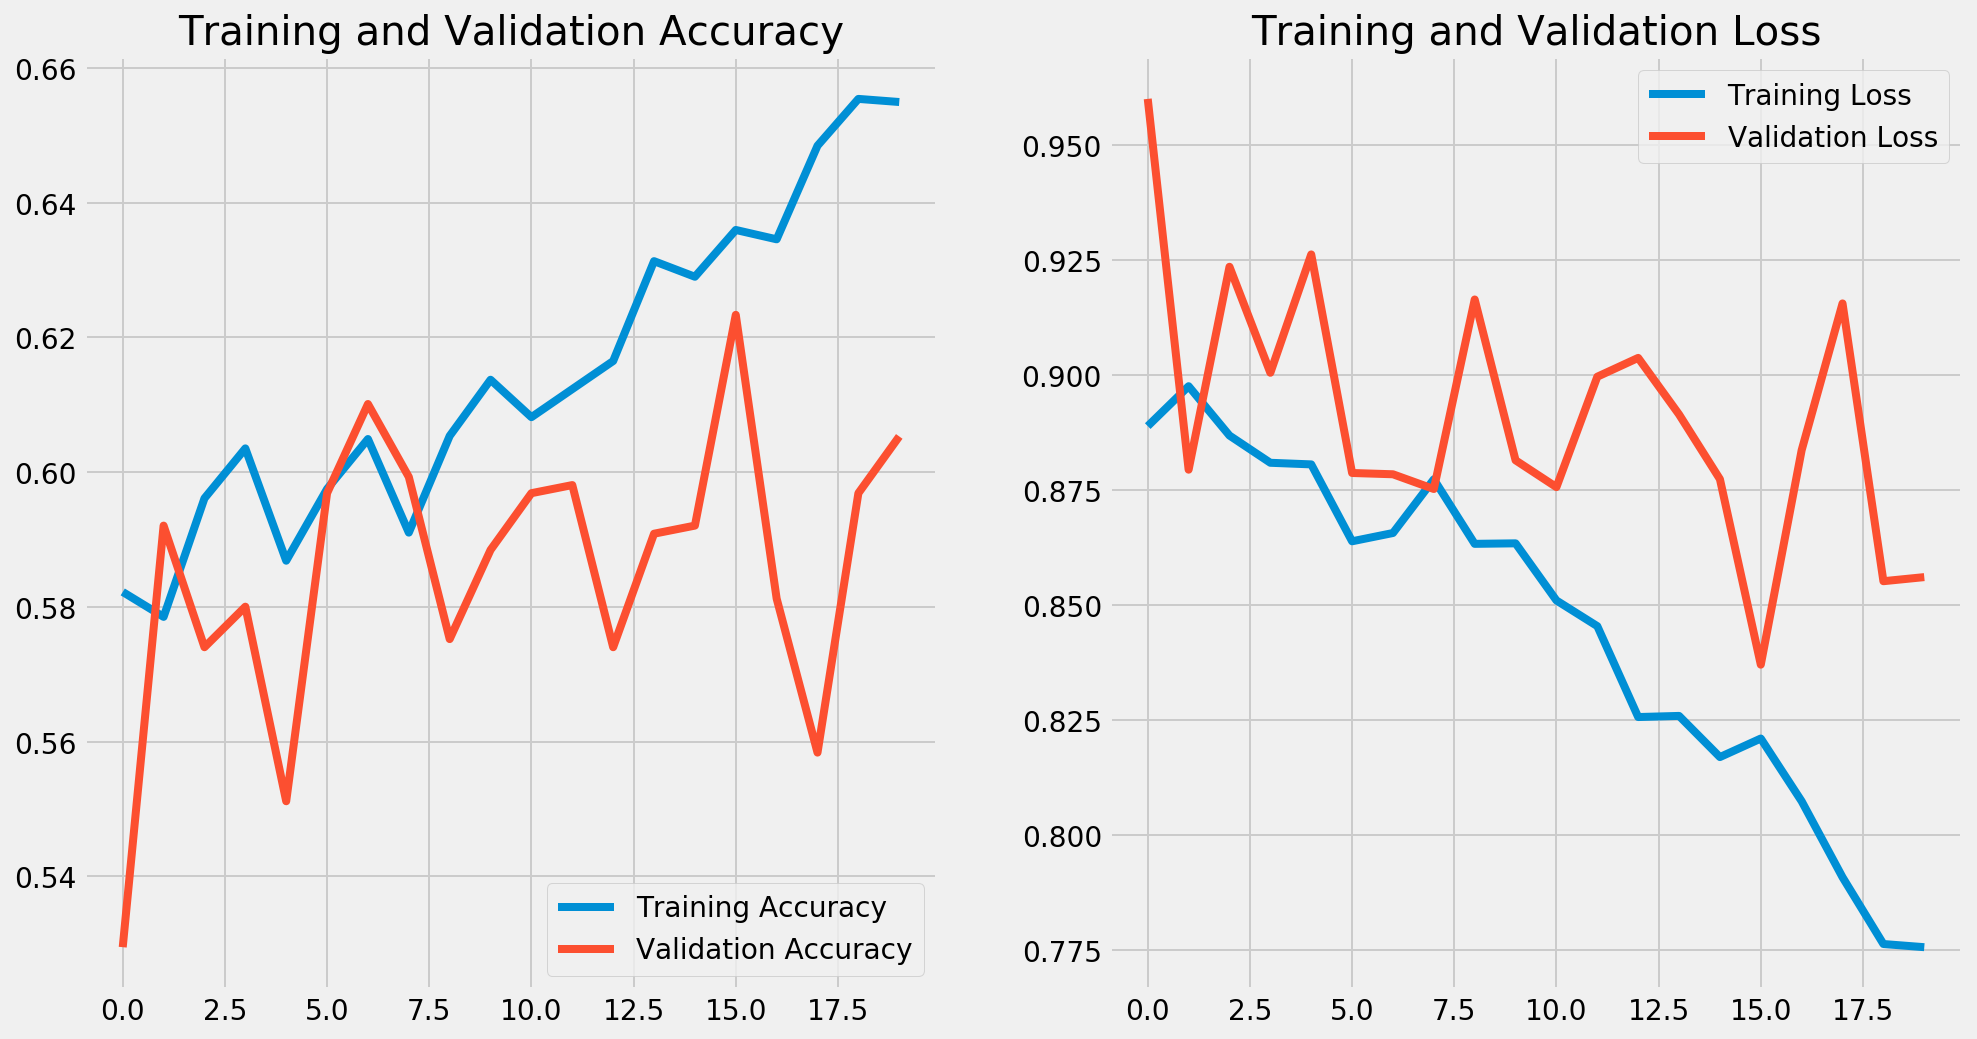 Training and Validation Accuracy
0.66
0.64
0.62
0.60
0.58
0.56
0.54
Training Accuracy
Validation Accuracy
0.0 2.5 5.0 7.5 10.0 12.5 15.0 17.5
Training and Validation Loss
Training Loss
Validation Loss
0.950
0.925
0.900
0.875
0.850
0.825
0.800
0.775
0.0 2.5 5.0 7.5 10.0 12.5 15.0 17.5